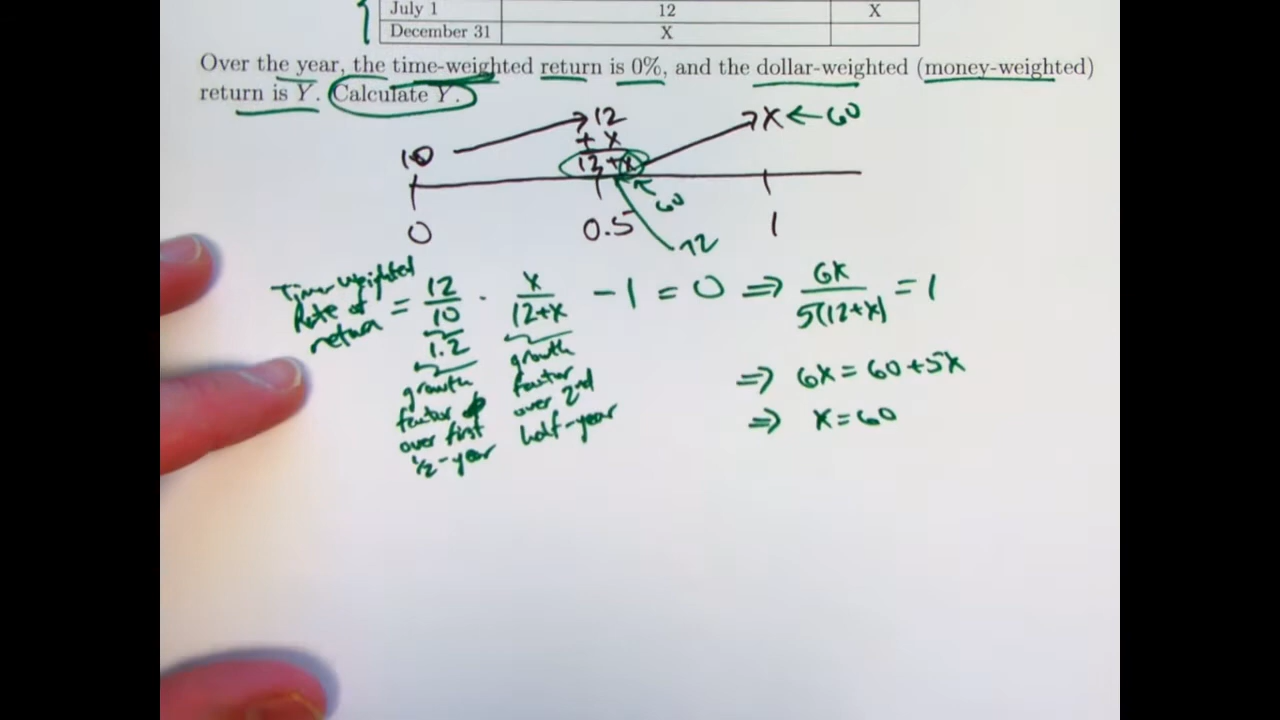 July 1 12 X
December 31 X
Over the year, the time-weighted return is 0%, and the dollar-weighted (money-weighted)
return is Y. Calculate Y.
10 12 X ← 60
+ X
12 + X
60
0 0.5 72 1
Time-Weighted
Rate of
return = 12/10 · X/(12+X) - 1 = 0 ⇒ 6X/5(12+X) = 1
1.2
growth factor over first 1/2-year
growth factor over 2nd half-year
⇒ 6X = 60 + 5X
⇒ X = 60